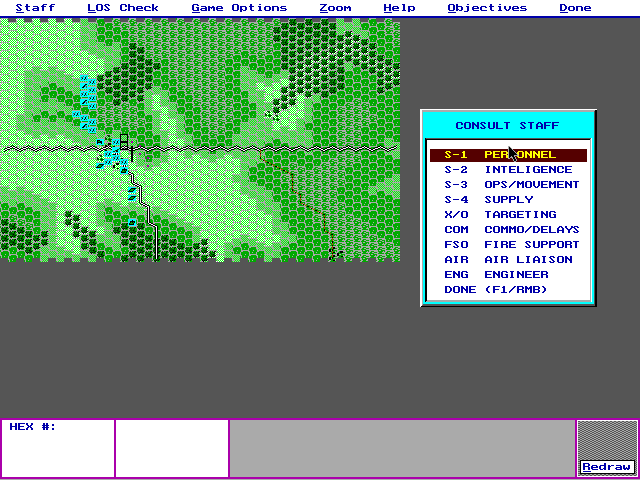 Staff LOS Check Game Options Zoom Help Objectives Done
CONSULT STAFF
S-1 PERSONNEL
S-2 INTELIGENCE
S-3 OPS/MOVEMENT
S-4 SUPPLY
X/O TARGETING
COM COMMO/DELAYS
FSO FIRE SUPPORT
AIR AIR LIAISON
ENG ENGINEER
DONE (F1/RMB)
HEX #:
Redraw